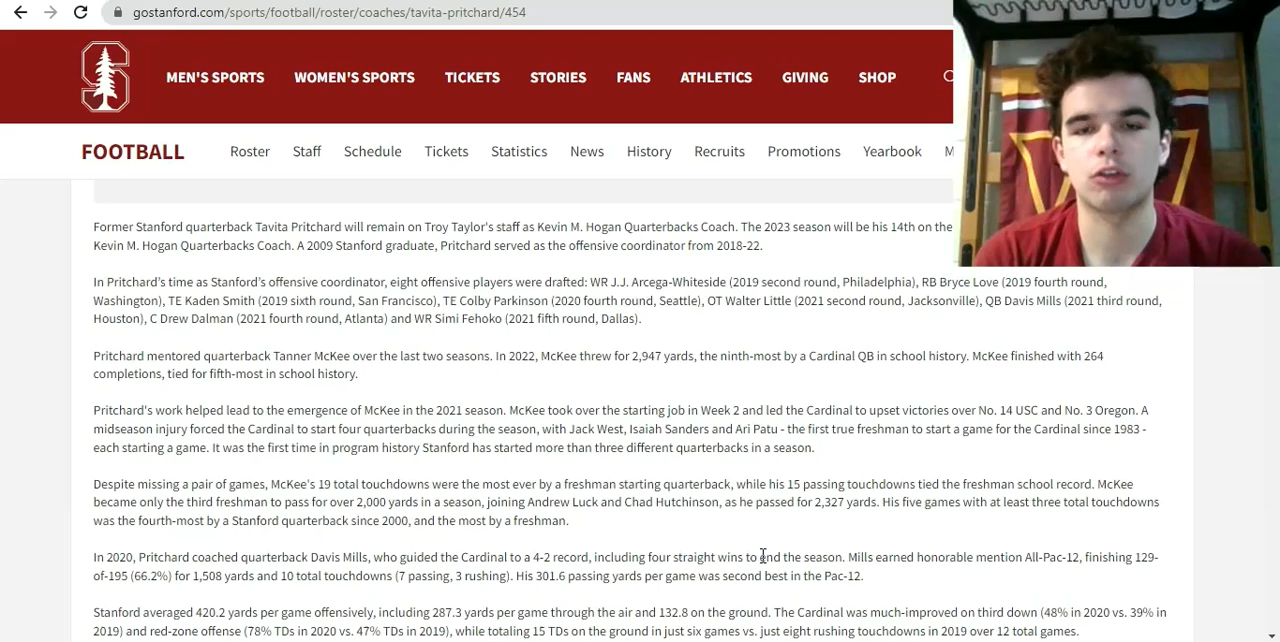 gostanford.com/sports/football/roster/coaches/tavita-pritchard/454
S
MEN'S SPORTS WOMEN'S SPORTS TICKETS STORIES FANS ATHLETICS GIVING SHOP
FOOTBALL Roster Staff Schedule Tickets Statistics News History Recruits Promotions Yearbook M
Former Stanford quarterback Tavita Pritchard will remain on Troy Taylor's staff as Kevin M. Hogan Quarterbacks Coach. The 2023 season will be his 14th on the
Kevin M. Hogan Quarterbacks Coach. A 2009 Stanford graduate, Pritchard served as the offensive coordinator from 2018-22.
In Pritchard's time as Stanford's offensive coordinator, eight offensive players were drafted: WR J.J. Arcega-Whiteside (2019 second round, Philadelphia), RB Bryce Love (2019 fourth round,
Washington), TE Kaden Smith (2019 sixth round, San Francisco), TE Colby Parkinson (2020 fourth round, Seattle), OT Walter Little (2021 second round, Jacksonville), QB Davis Mills (2021 third round,
Houston), C Drew Dalman (2021 fourth round, Atlanta) and WR Simi Fehoko (2021 fifth round, Dallas).
Pritchard mentored quarterback Tanner McKee over the last two seasons. In 2022, McKee threw for 2,947 yards, the ninth-most by a Cardinal QB in school history. McKee finished with 264
completions, tied for fifth-most in school history.
Pritchard's work helped lead to the emergence of McKee in the 2021 season. McKee took over the starting job in Week 2 and led the Cardinal to upset victories over No. 14 USC and No. 3 Oregon. A
midseason injury forced the Cardinal to start four quarterbacks during the season, with Jack West, Isaiah Sanders and Ari Patu - the first true freshman to start a game for the Cardinal since 1983 -
each starting a game. It was the first time in program history Stanford has started more than three different quarterbacks in a season.
Despite missing a pair of games, McKee's 19 total touchdowns were the most ever by a freshman starting quarterback, while his 15 passing touchdowns tied the freshman school record. McKee
became only the third freshman to pass for over 2,000 yards in a season, joining Andrew Luck and Chad Hutchinson, as he passed for 2,327 yards. His five games with at least three total touchdowns
was the fourth-most by a Stanford quarterback since 2000, and the most by a freshman.
In 2020, Pritchard coached quarterback Davis Mills, who guided the Cardinal to a 4-2 record, including four straight wins to end the season. Mills earned honorable mention All-Pac-12, finishing 129-
of-195 (66.2%) for 1,508 yards and 10 total touchdowns (7 passing, 3 rushing). His 301.6 passing yards per game was second best in the Pac-12.
Stanford averaged 420.2 yards per game offensively, including 287.3 yards per game through the air and 132.8 on the ground. The Cardinal was much-improved on third down (48% in 2020 vs. 39% in
2019) and red-zone offense (78% TDs in 2020 vs. 47% TDs in 2019), while totaling 15 TDs on the ground in just six games vs. just eight rushing touchdowns in 2019 over 12 total games.